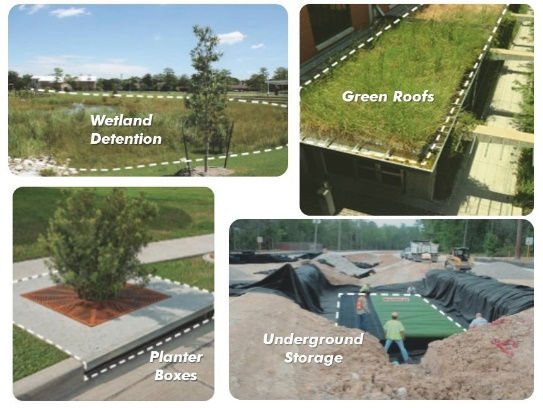 Wetland
Detention
Green Roofs
Planter
Boxes
Underground
Storage